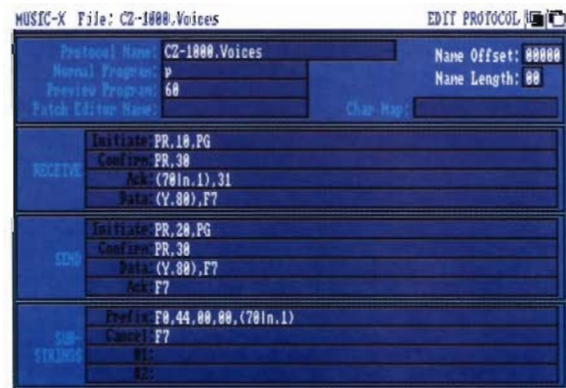 MUSIC-X File: CZ-1000.Voices EDIT PROTOCOL
Protocol Name: CZ-1000.Voices Name Offset: 00000
Normal Program: p Name Length: 00
Preview Program: 60
Patch Editor Name: Char Map:
Initiate: PR,10,PG
RECEIVE Confirm: PR,30
Ack: (70|n.1),31
Data: (Y.80),F7
Initiate: PR,20,PG
SEND Confirm: PR,30
Data: (Y.80),F7
Ack: F7
Prefix: F0,44,00,00,(70|n.1)
SUB- Cancel: F7
STRINGS #1:
#2: